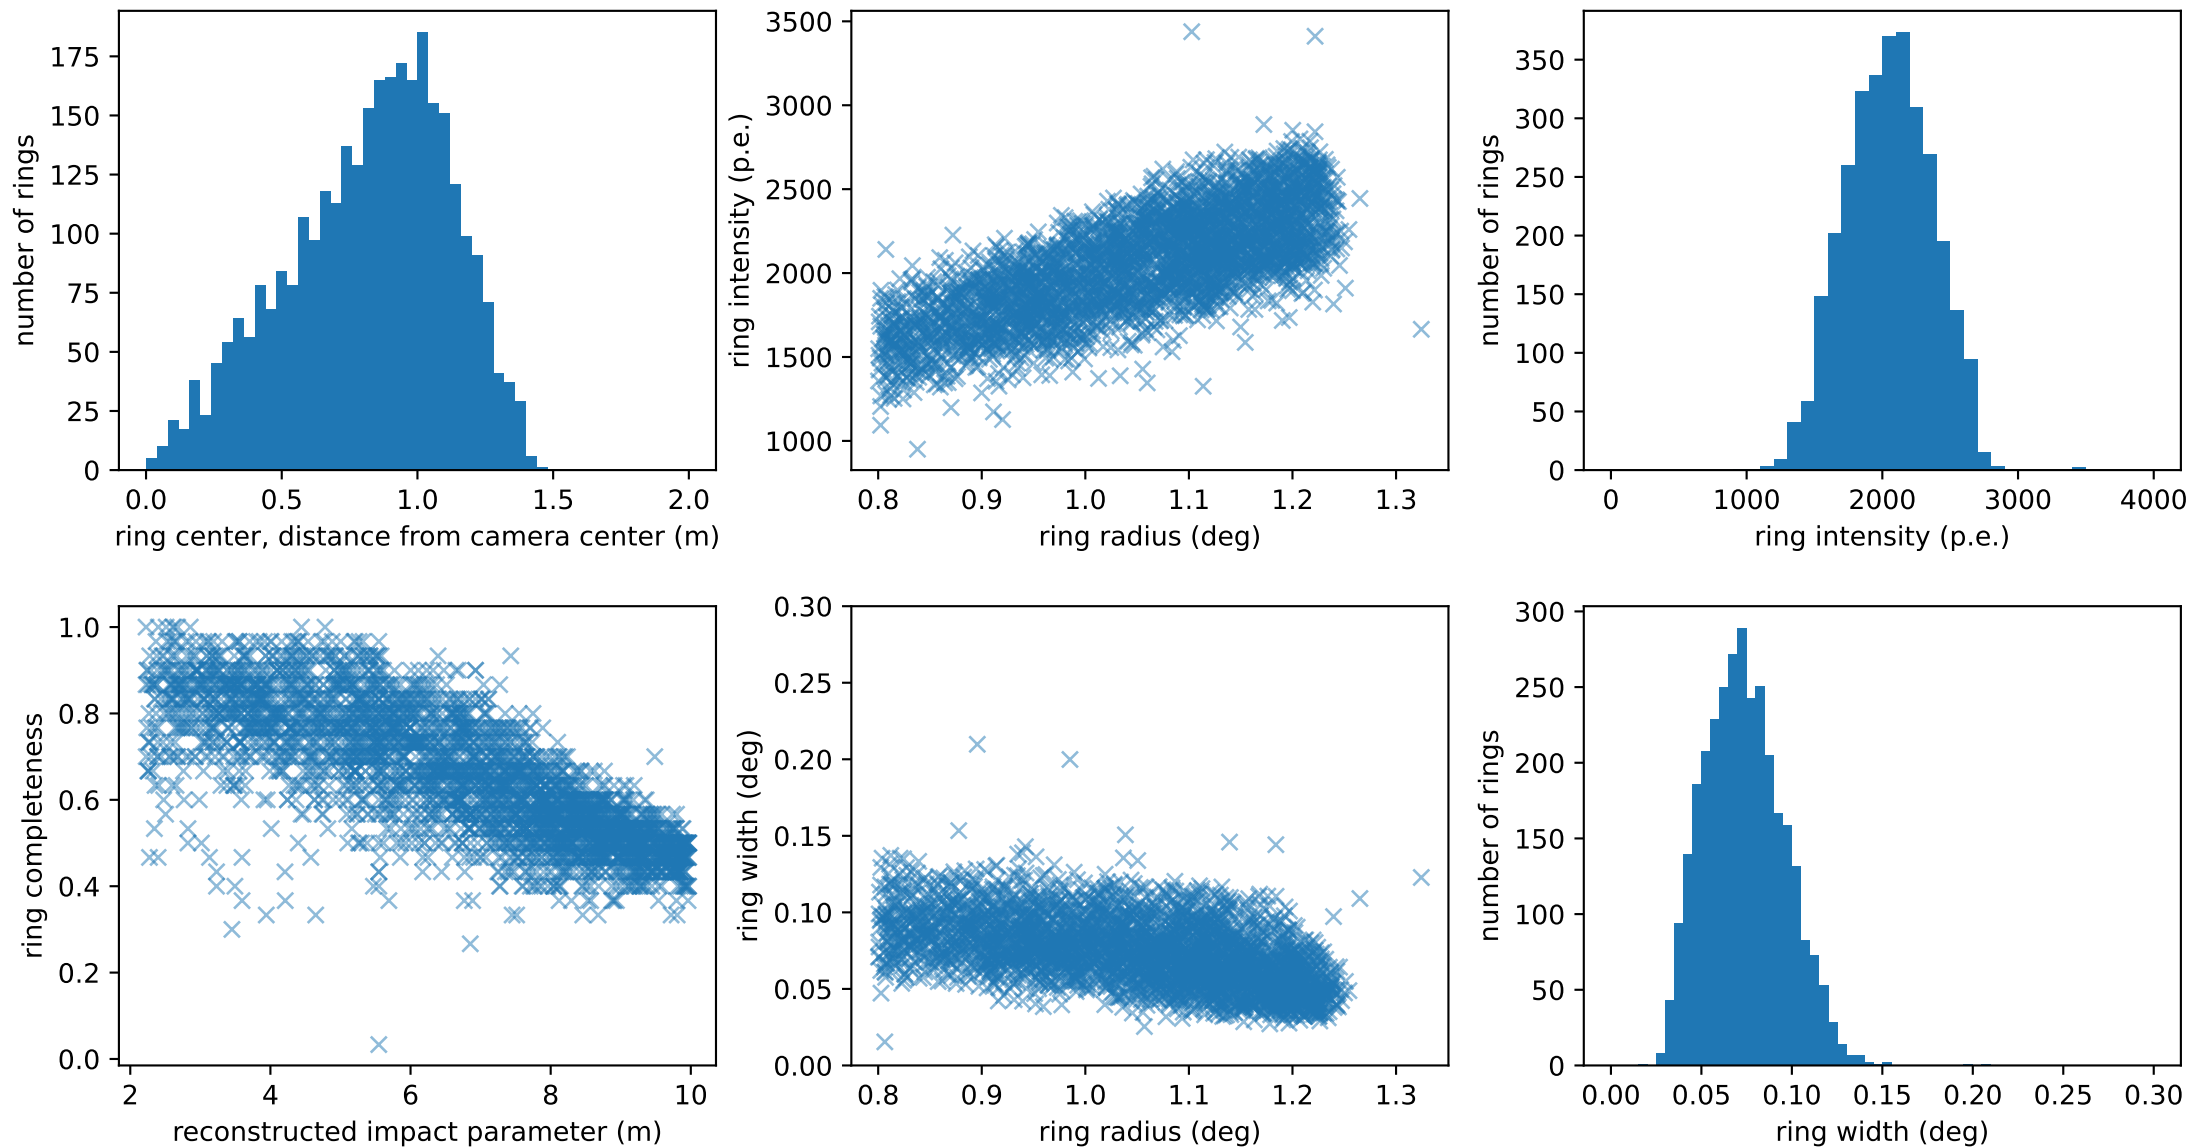 175
150
125
100
75
50
25
0
number of rings
0.0 0.5 1.0 1.5 2.0
ring center, distance from camera center (m)
3500
3000
2500
2000
1500
1000
ring intensity (p.e.)
0.8 0.9 1.0 1.1 1.2 1.3
ring radius (deg)
350
300
250
200
150
100
50
0
number of rings
0 1000 2000 3000 4000
ring intensity (p.e.)
1.0
0.8
0.6
0.4
0.2
0.0
ring completeness
2 4 6 8 10
reconstructed impact parameter (m)
0.30
0.25
0.20
0.15
0.10
0.05
0.00
ring width (deg)
0.8 0.9 1.0 1.1 1.2 1.3
ring radius (deg)
300
250
200
150
100
50
0
number of rings
0.00 0.05 0.10 0.15 0.20 0.25 0.30
ring width (deg)